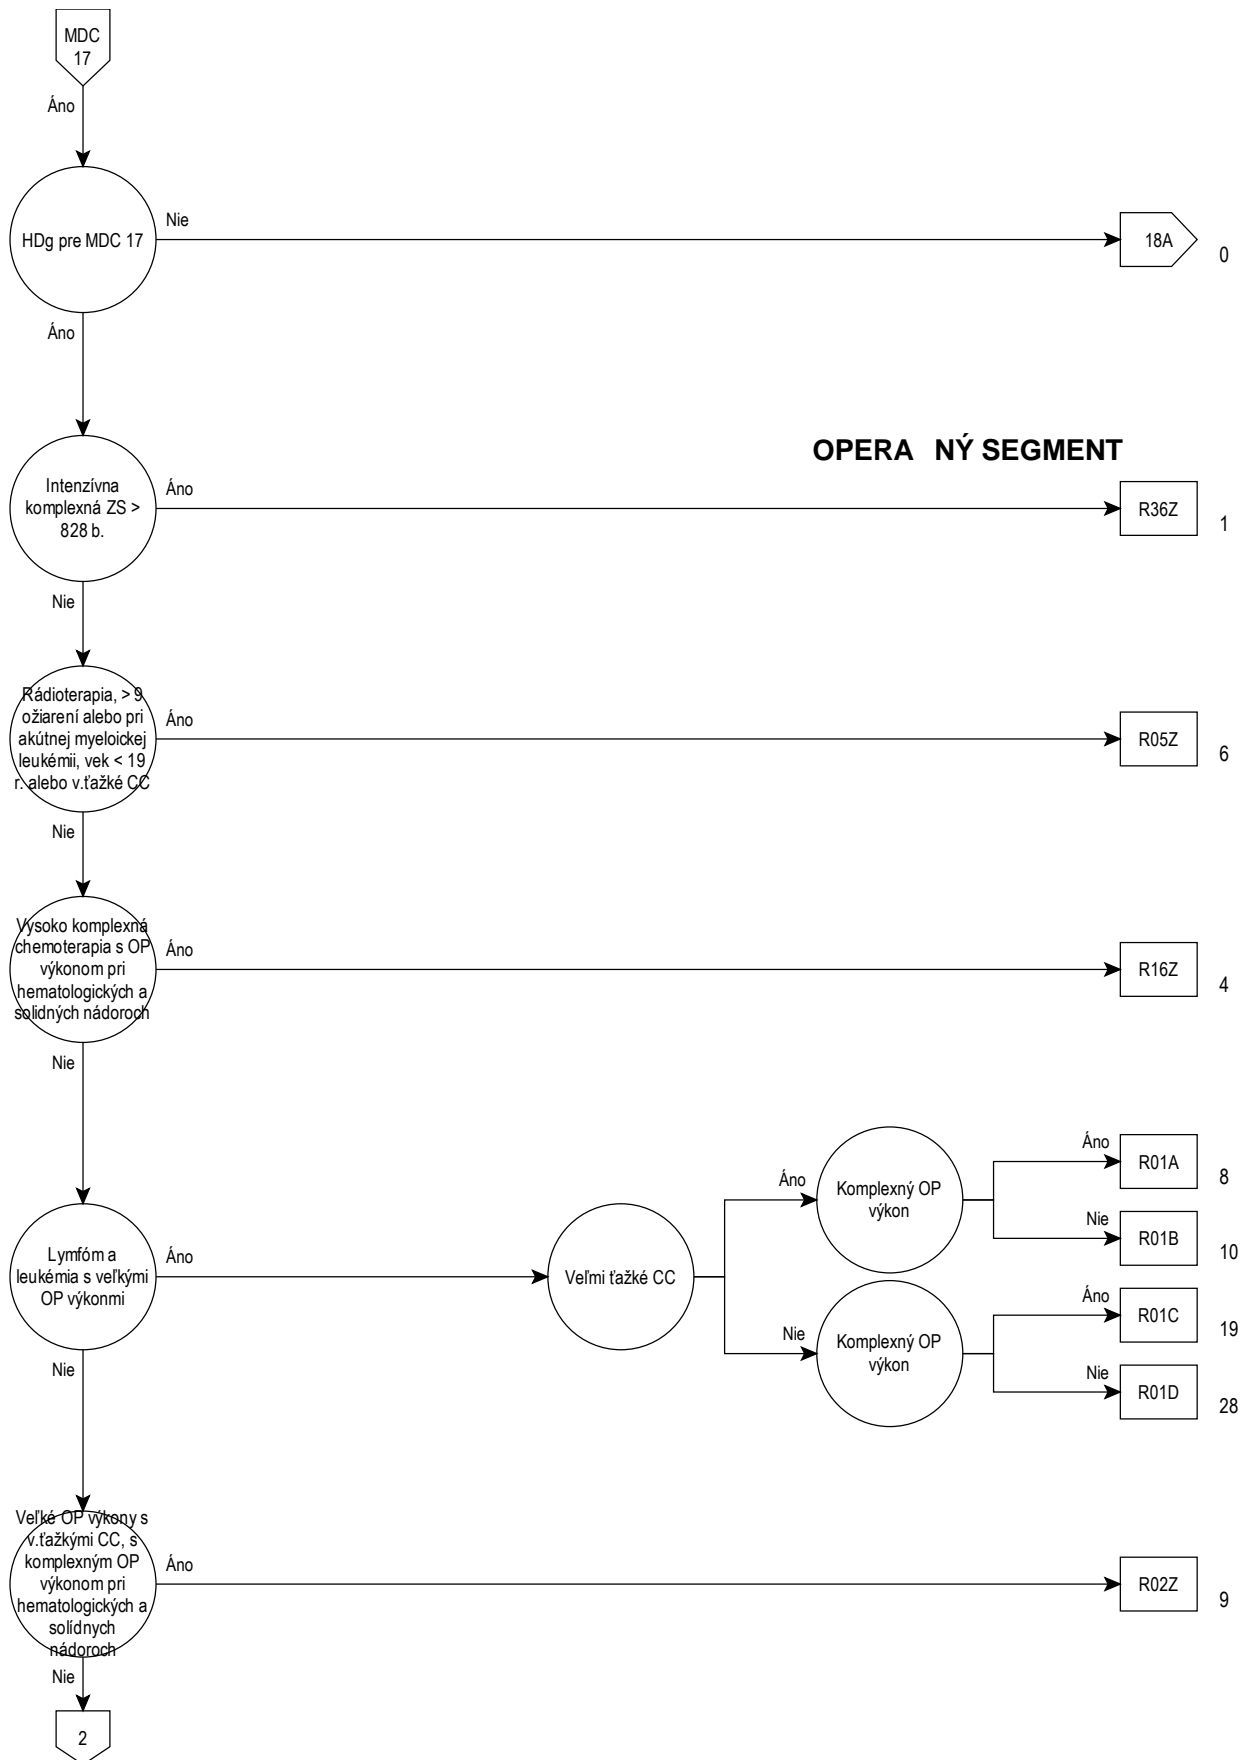 MDC
17
Áno
HDg pre MDC 17
Nie
18A
0
Áno
OPERA NÝ SEGMENT
Intenzívna
komplexná ZS >
828 b.
Áno
R36Z
1
Nie
Rádioterapia, > 9
ožiarení alebo pri
akútnej myeloickej
leukémii, vek < 19
r. alebo v.ťažké CC
Áno
R05Z
6
Nie
Vysoko komplexná
chemoterapia s OP
výkonom pri
hematologických a
solidných nádoroch
Áno
R16Z
4
Nie
Lymfóm a
leukémia s veľkými
OP výkonmi
Áno
Veľmi ťažké CC
Áno
Komplexný OP
výkon
Áno
R01A
8
Nie
R01B
10
Nie
Komplexný OP
výkon
Áno
R01C
19
Nie
R01D
28
Nie
Veľké OP výkony s
v.ťažkými CC, s
komplexným OP
výkonom pri
hematologických a
solídnych
nádoroch
Áno
R02Z
9
Nie
2